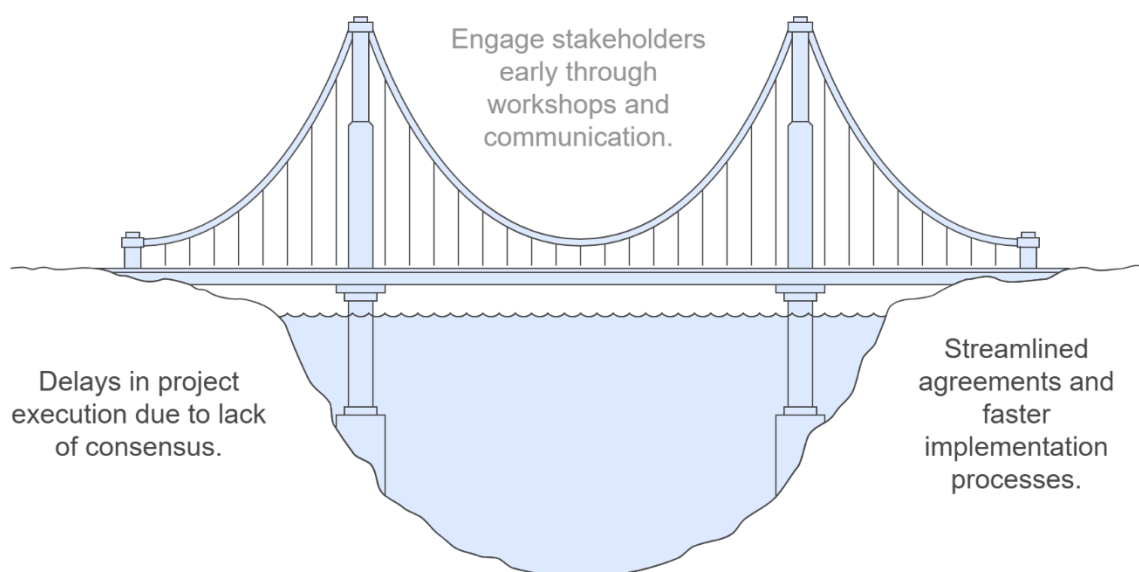 Engage stakeholders
early through
workshops and
communication.
Delays in project
execution due to lack
of consensus.
Streamlined
agreements and
faster
implementation
processes.